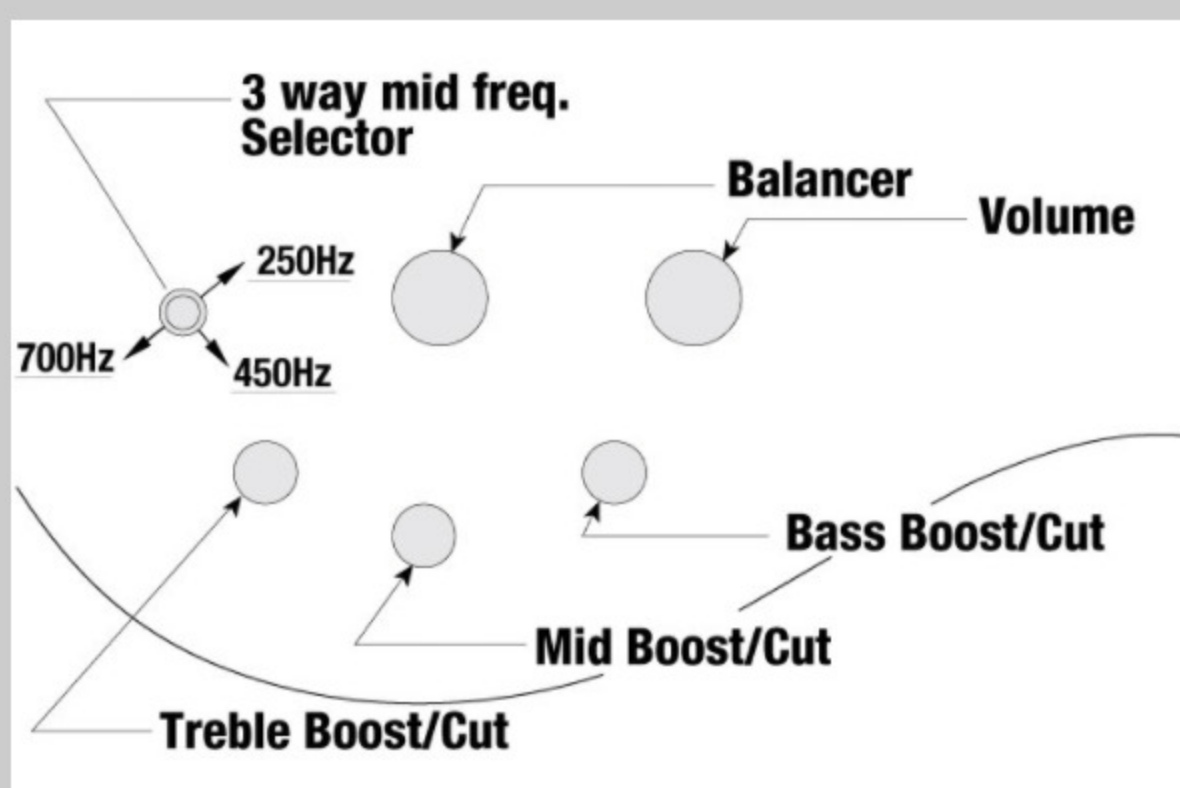 3 way mid freq.
Selector
Balancer
Volume
250Hz
700Hz
450Hz
Bass Boost/Cut
Mid Boost/Cut
Treble Boost/Cut